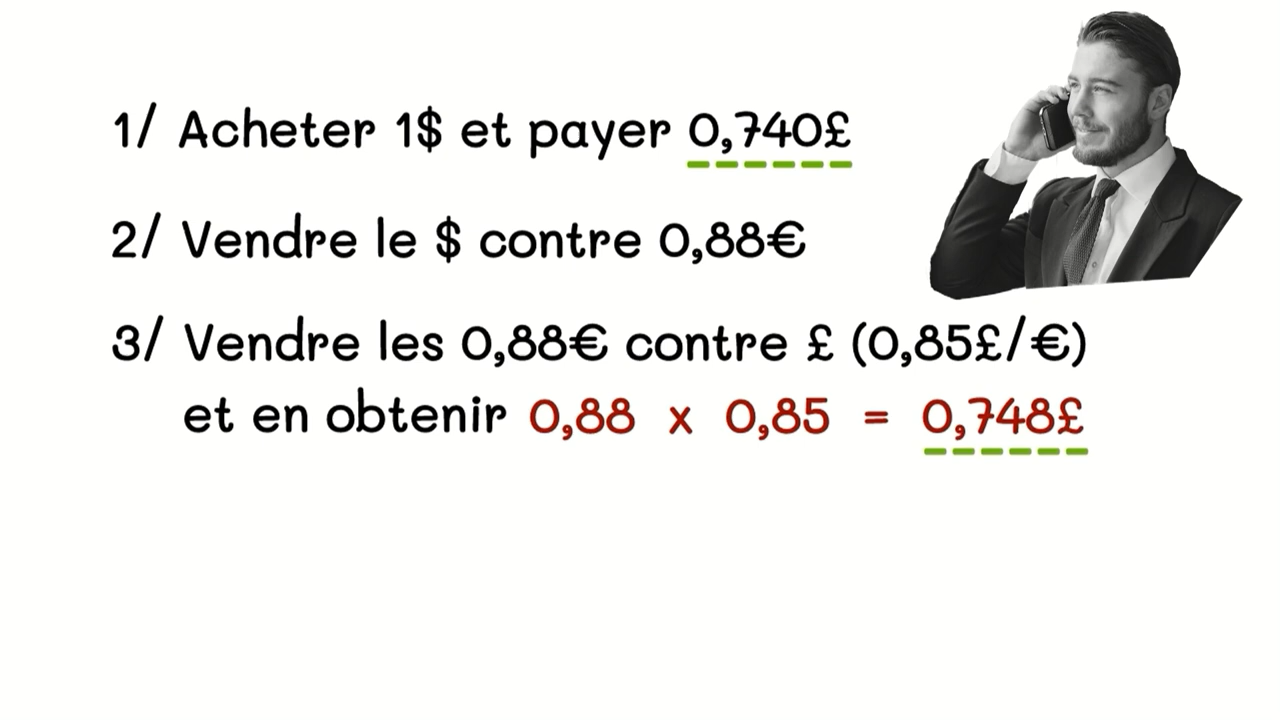 1/ Acheter 1$ et payer 0,740£
2/ Vendre le $ contre 0,88€
3/ Vendre les 0,88€ contre £ (0,85£/€)
et en obtenir 0,88 x 0,85 = 0,748£